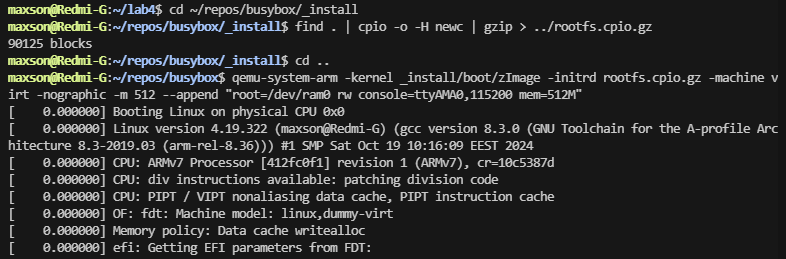 maxson@Redmi-G:~/lab4$ cd ~/repos/busybox/_install
maxson@Redmi-G:~/repos/busybox/_install$ find . | cpio -o -H newc | gzip > ../rootfs.cpio.gz
90125 blocks
maxson@Redmi-G:~/repos/busybox/_install$ cd ..
maxson@Redmi-G:~/repos/busybox$ qemu-system-arm -kernel _install/boot/zImage -initrd rootfs.cpio.gz -machine v
irt -nographic -m 512 --append "root=/dev/ram0 rw console=ttyAMA0,115200 mem=512M"
[    0.000000] Booting Linux on physical CPU 0x0
[    0.000000] Linux version 4.19.322 (maxson@Redmi-G) (gcc version 8.3.0 (GNU Toolchain for the A-profile Arc
hitecture 8.3-2019.03 (arm-rel-8.36))) #1 SMP Sat Oct 19 10:16:09 EEST 2024
[    0.000000] CPU: ARMv7 Processor [412fc0f1] revision 1 (ARMv7), cr=10c5387d
[    0.000000] CPU: div instructions available: patching division code
[    0.000000] CPU: PIPT / VIPT nonaliasing data cache, PIPT instruction cache
[    0.000000] OF: fdt: Machine model: linux,dummy-virt
[    0.000000] Memory policy: Data cache writealloc
[    0.000000] efi: Getting EFI parameters from FDT: